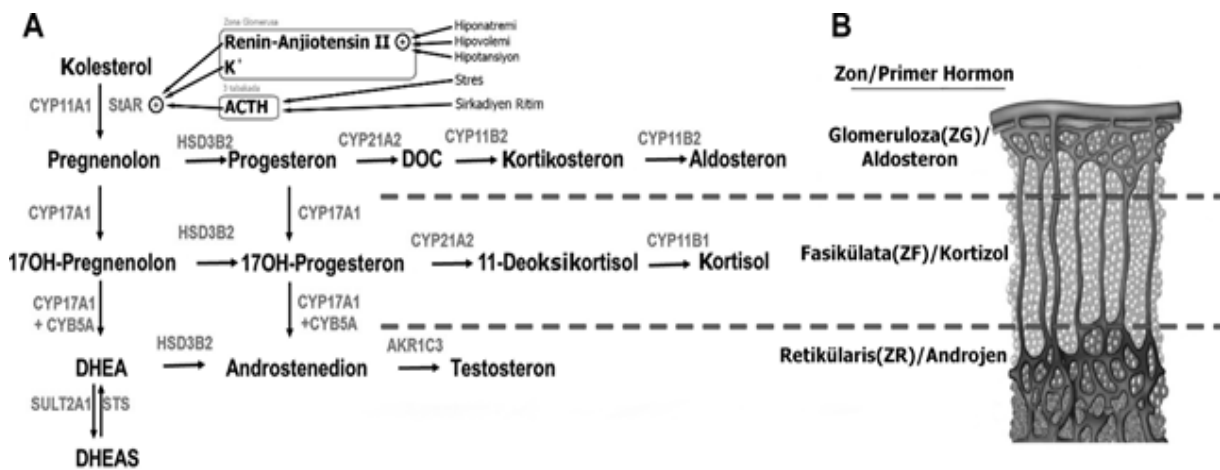 A
B
Zona Glomerusa
Renin-Anjiotensin II +
K+
Hiponatremi
Hipovolemi
Hipotansiyon
3 tabakada
ACTH
Stres
Sirkadiyen Ritim
Kolesterol
CYP11A1 StAR +
Pregnenolon HSD3B2 Progesteron CYP21A2 DOC CYP11B2 Kortikosteron CYP11B2 Aldosteron
CYP17A1 CYP17A1
17OH-Pregnenolon HSD3B2 17OH-Progesteron CYP21A2 11-Deoksikortisol CYP11B1 Kortisol
CYP17A1
+ CYB5A
CYP17A1
+CYB5A
DHEA HSD3B2 Androstenedion AKR1C3 Testosteron
SULT2A1 STS
DHEAS
Zon/Primer Hormon
Glomeruloza(ZG)/
Aldosteron
Fasikülata(ZF)/Kortizol
Retikülaris(ZR)/Androjen